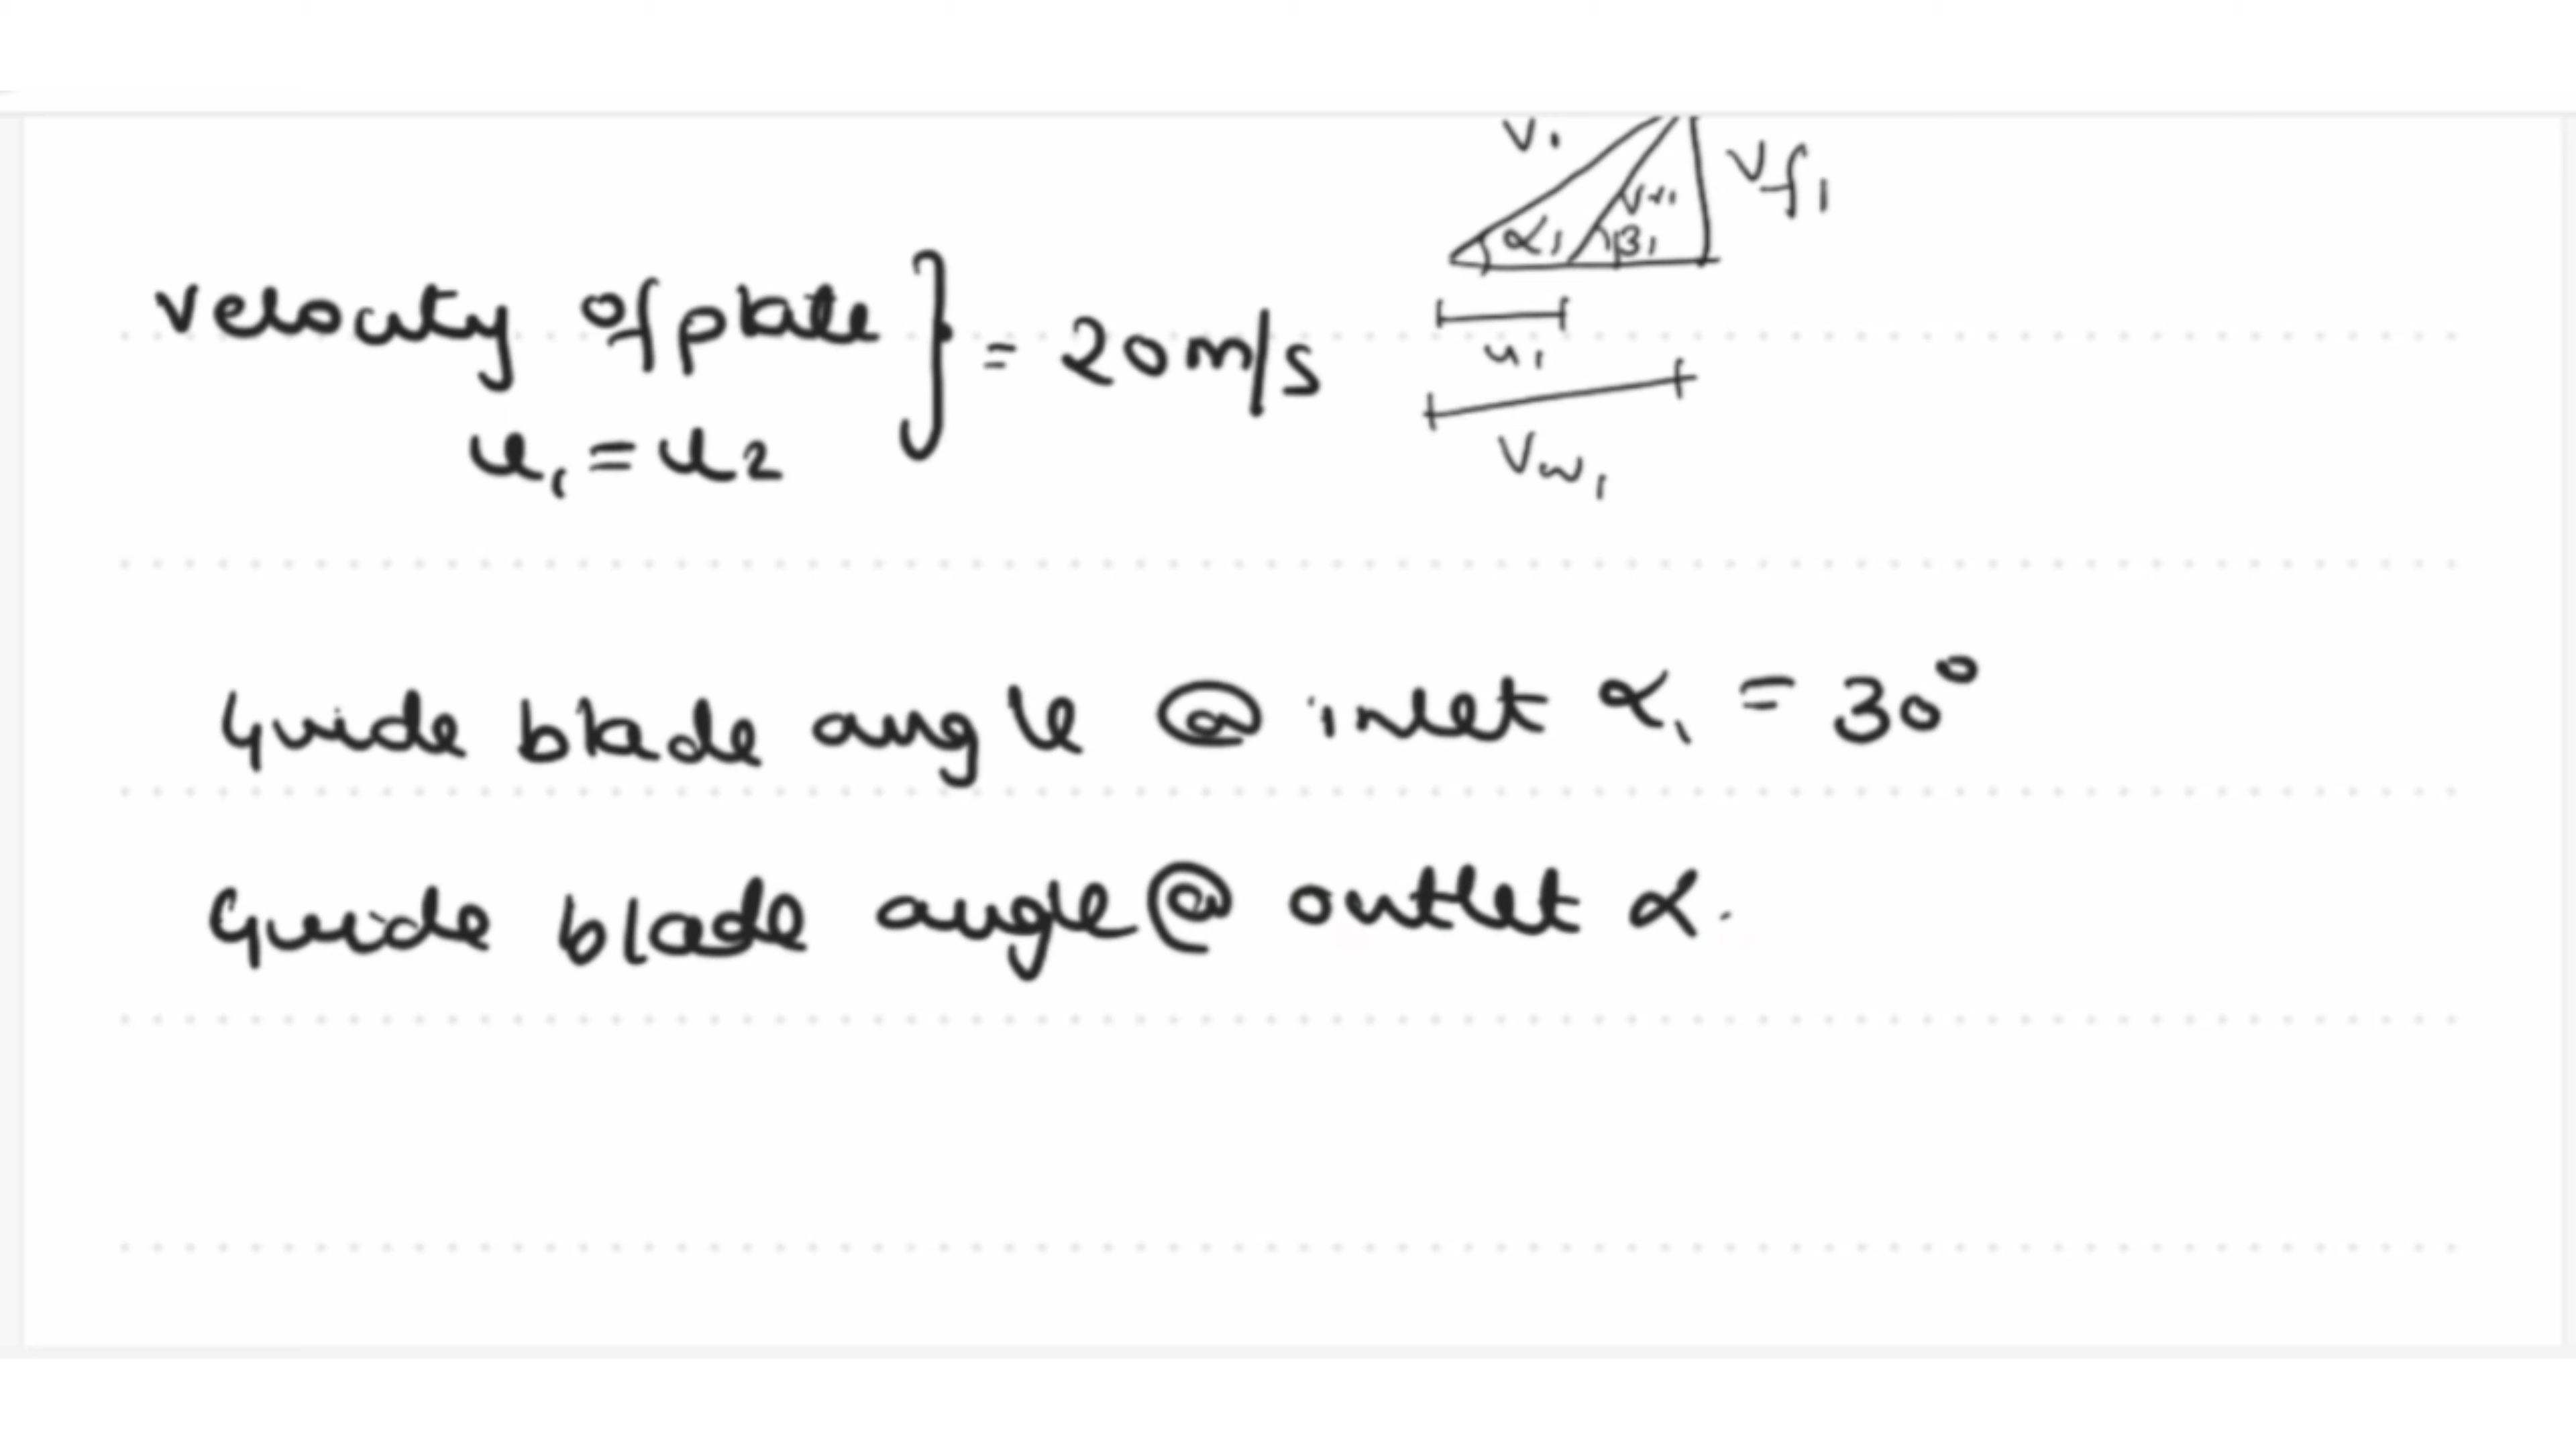 V1
Vf1
Vr1
α1 β1
velocity of plate } = 20 m/s
u1
u1 = u2
Vw1
Guide blade angle @ inlet α1 = 30°
Guide blade angle @ outlet α.